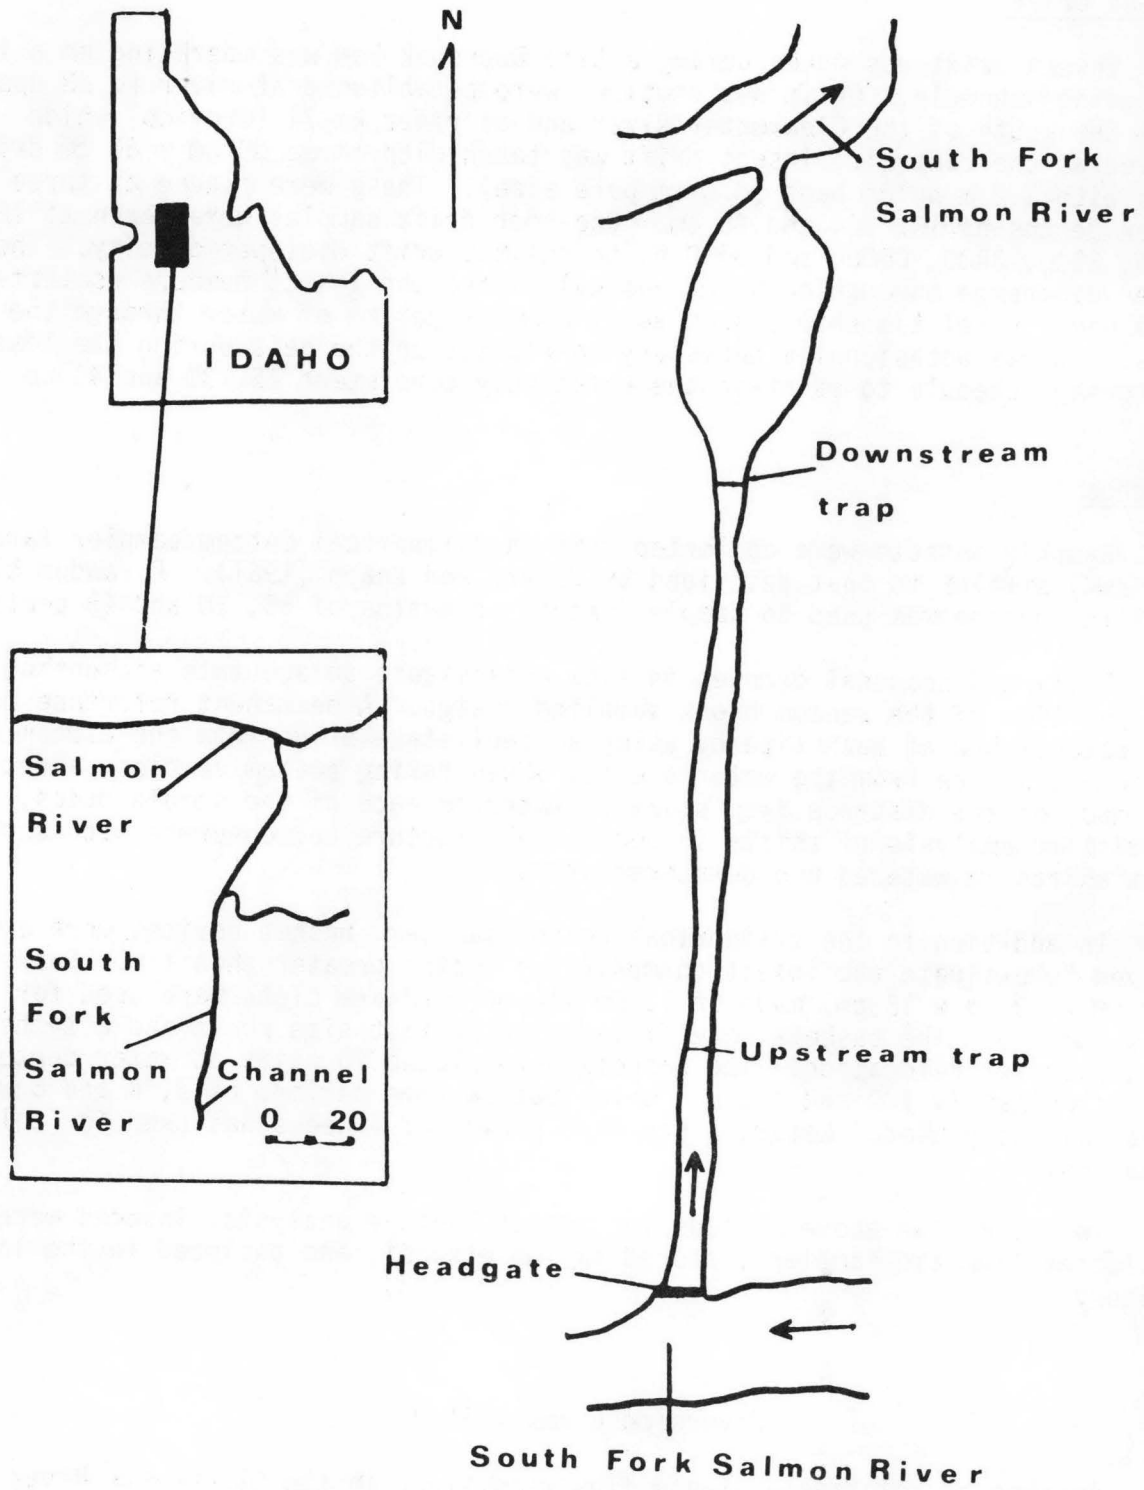 N
South Fork
Salmon River
IDAHO
Downstream
trap
Salmon
River
South
Fork
Salmon
River
Channel
0 20
Upstream trap
Headgate
South Fork Salmon River